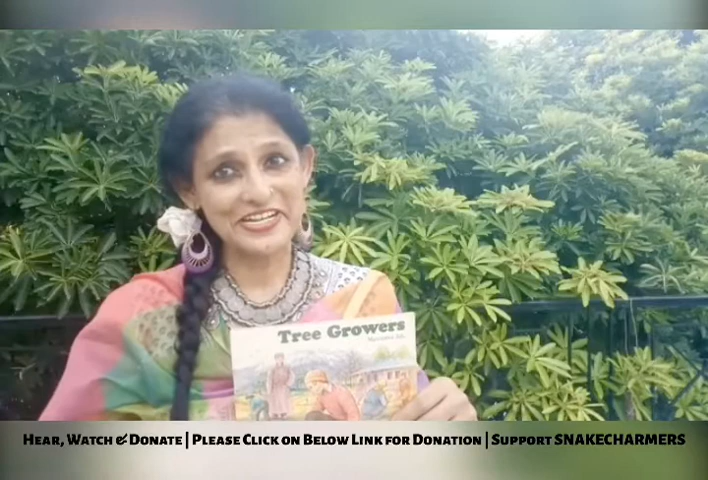 Tree Growers
Hear, Watch & Donate | Please Click on Below Link for Donation | Support SNAKECHARMERS